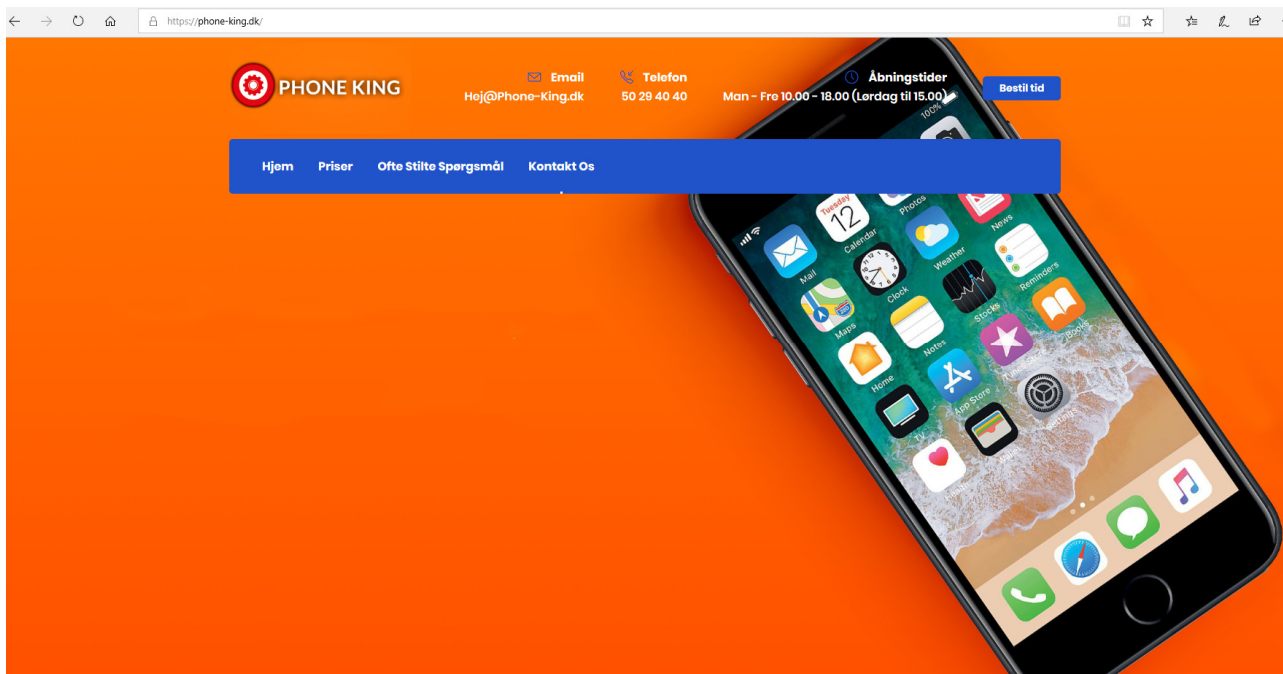 https://phone-king.dk/
PHONE KING
Email
Hej@Phone-King.dk
Telefon
50 29 40 40
Åbningstider
Man - Fre 10.00 - 18.00 (Lørdag til 15.00)
Bestil tid
Hjem Priser Ofte Stilte Spørgsmål Kontakt Os
100%
Tuesday
12
Mail
Calendar
Photos
News
Maps
Clock
Weather
Reminders
Home
Notes
Stocks
Books
TV
App Store
Settings